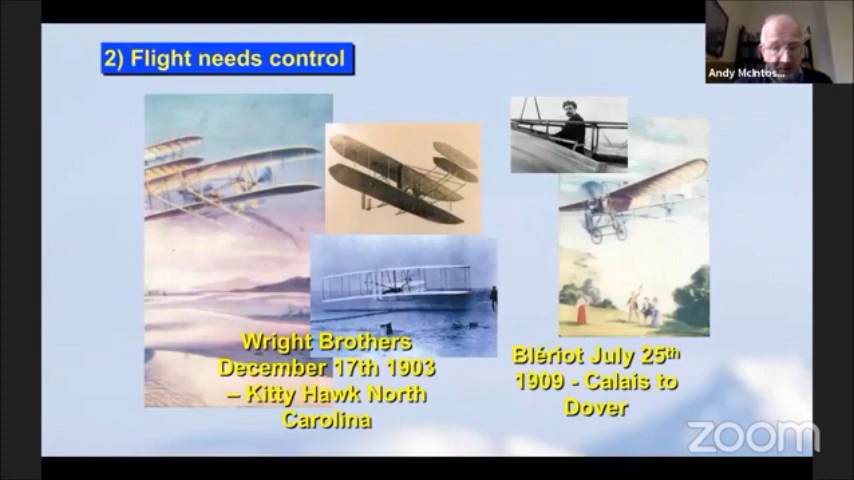 2) Flight needs control
Andy McIntos...
Wright Brothers
December 17th 1903
– Kitty Hawk North
Carolina
Blériot July 25th
1909 - Calais to
Dover
zoom